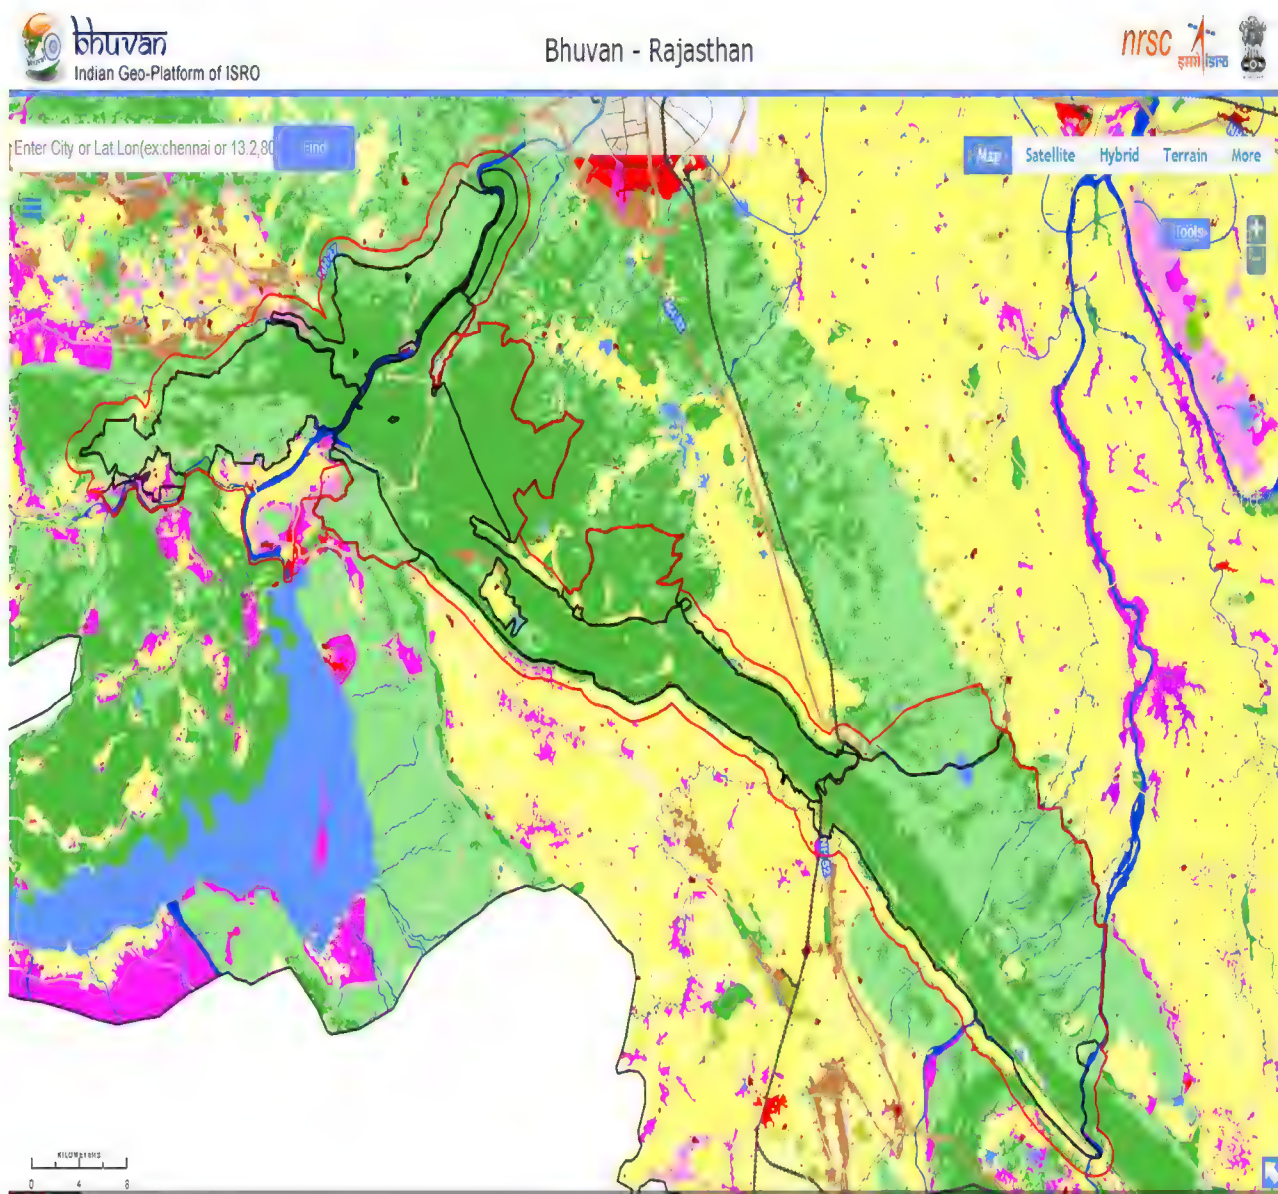 bhuvan
Indian Geo-Platform of ISRO
Bhuvan - Rajasthan
nrsc
इसरो isro
Enter City or Lat Lon(ex:chennai or 13.2,80
Find
Map
Satellite
Hybrid
Terrain
More
Tools
KILOMETERS
0 4 8